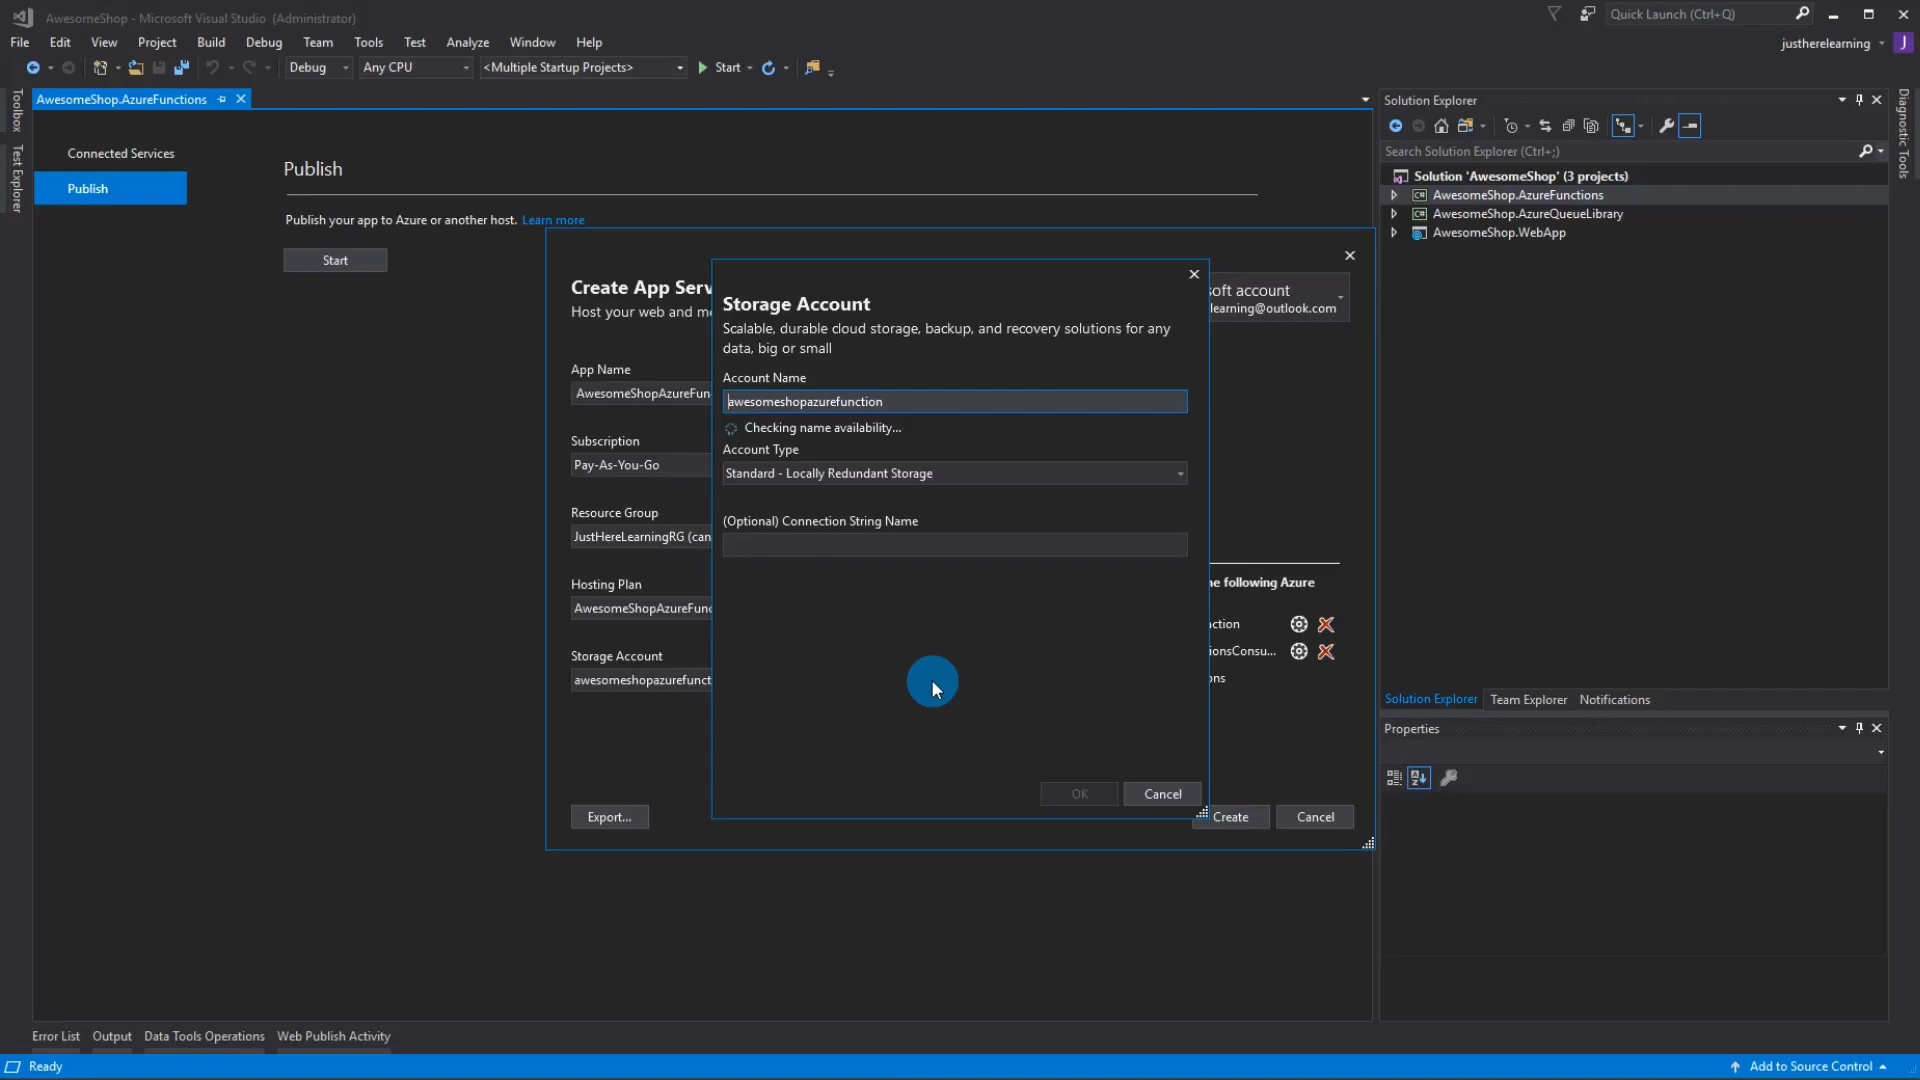 AwesomeShop - Microsoft Visual Studio (Administrator)
Quick Launch (Ctrl+Q)
File Edit View Project Build Debug Team Tools Test Analyze Window Help
justherelearning J
Debug Any CPU <Multiple Startup Projects> Start
Toolbox
Test Explorer
AwesomeShop.AzureFunctions
Connected Services
Publish
Publish
Publish your app to Azure or another host. Learn more
Start
Create App Serv
Host your web and m
soft account
learning@outlook.com
App Name
AwesomeShopAzureFun
Subscription
Pay-As-You-Go
Resource Group
JustHereLearningRG (can
Hosting Plan
AwesomeShopAzureFunc
Storage Account
awesomeshopazurefunct
Export...
he following Azure
ction
ionsConsu...
ons
Create
Cancel
Storage Account
Scalable, durable cloud storage, backup, and recovery solutions for any
data, big or small
Account Name
awesomeshopazurefunction
Checking name availability...
Account Type
Standard - Locally Redundant Storage
(Optional) Connection String Name
OK
Cancel
Solution Explorer
Search Solution Explorer (Ctrl+;)
Solution 'AwesomeShop' (3 projects)
C# AwesomeShop.AzureFunctions
C# AwesomeShop.AzureQueueLibrary
AwesomeShop.WebApp
Solution Explorer Team Explorer Notifications
Properties
Diagnostic Tools
Error List Output Data Tools Operations Web Publish Activity
Ready
Add to Source Control